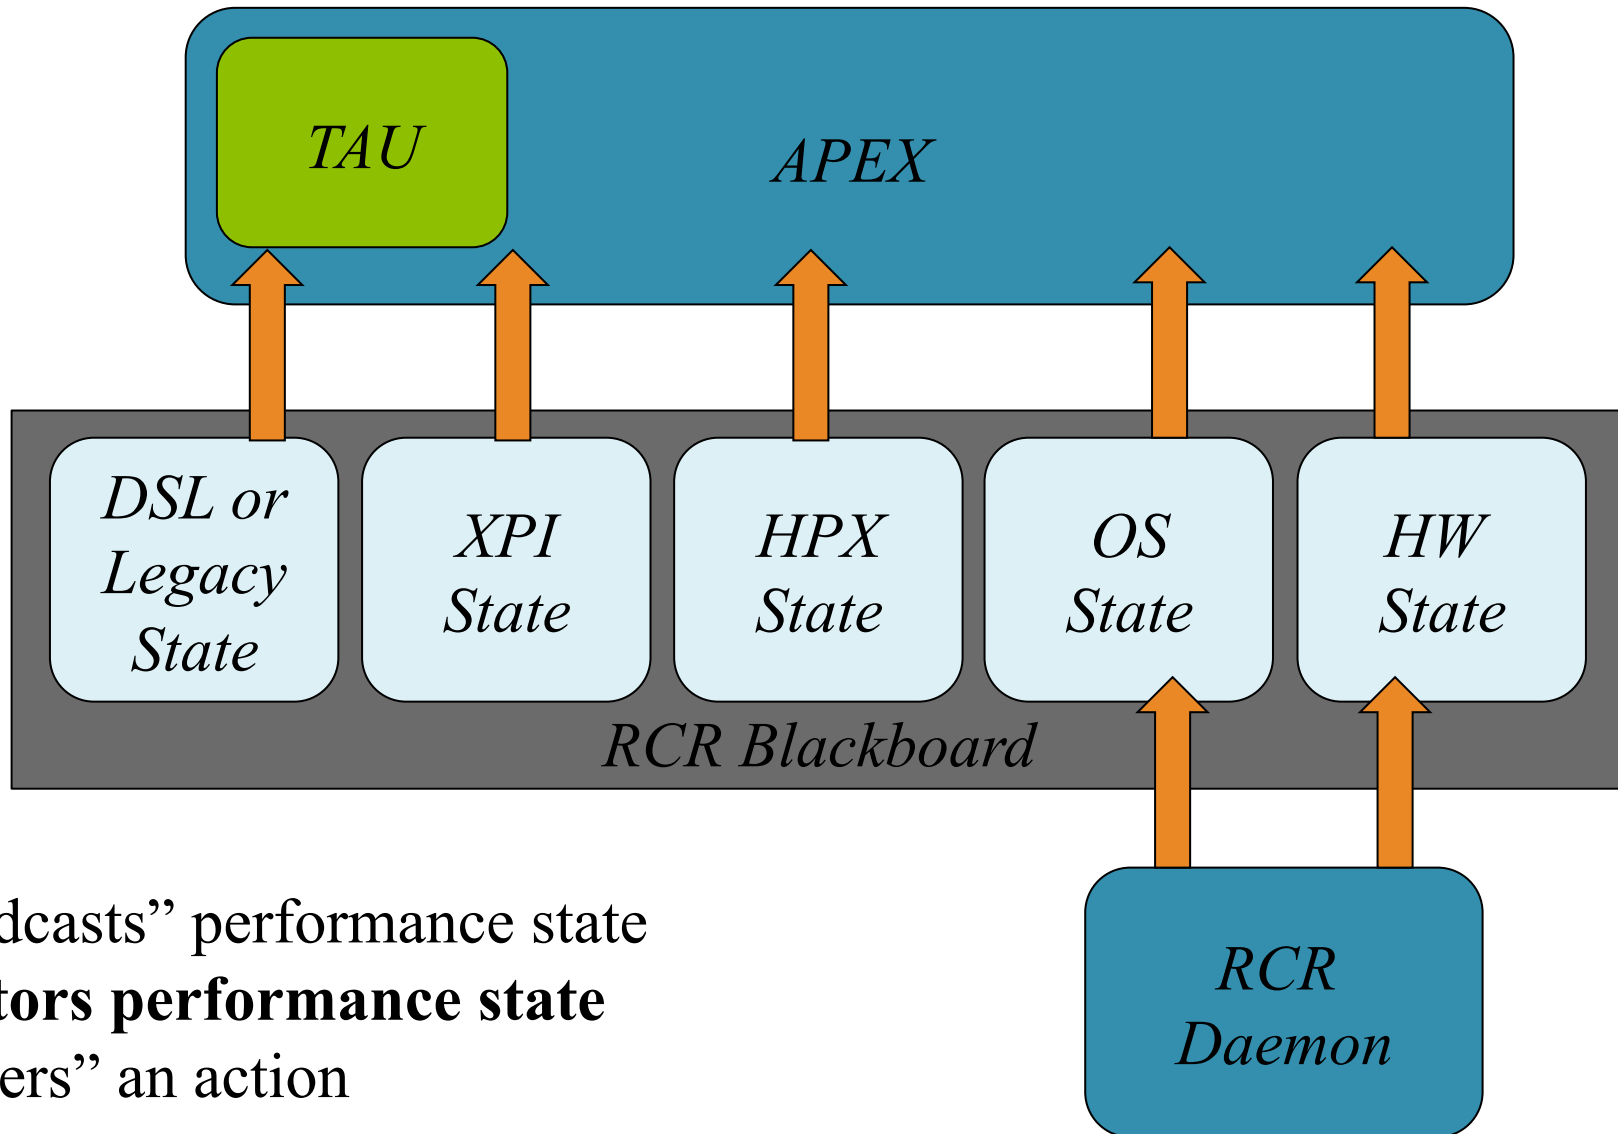 TAU
APEX
DSL or
Legacy
State
XPI
State
HPX
State
OS
State
HW
State
RCR Blackboard
dcasts” performance state
tors performance state
ers” an action
RCR
Daemon